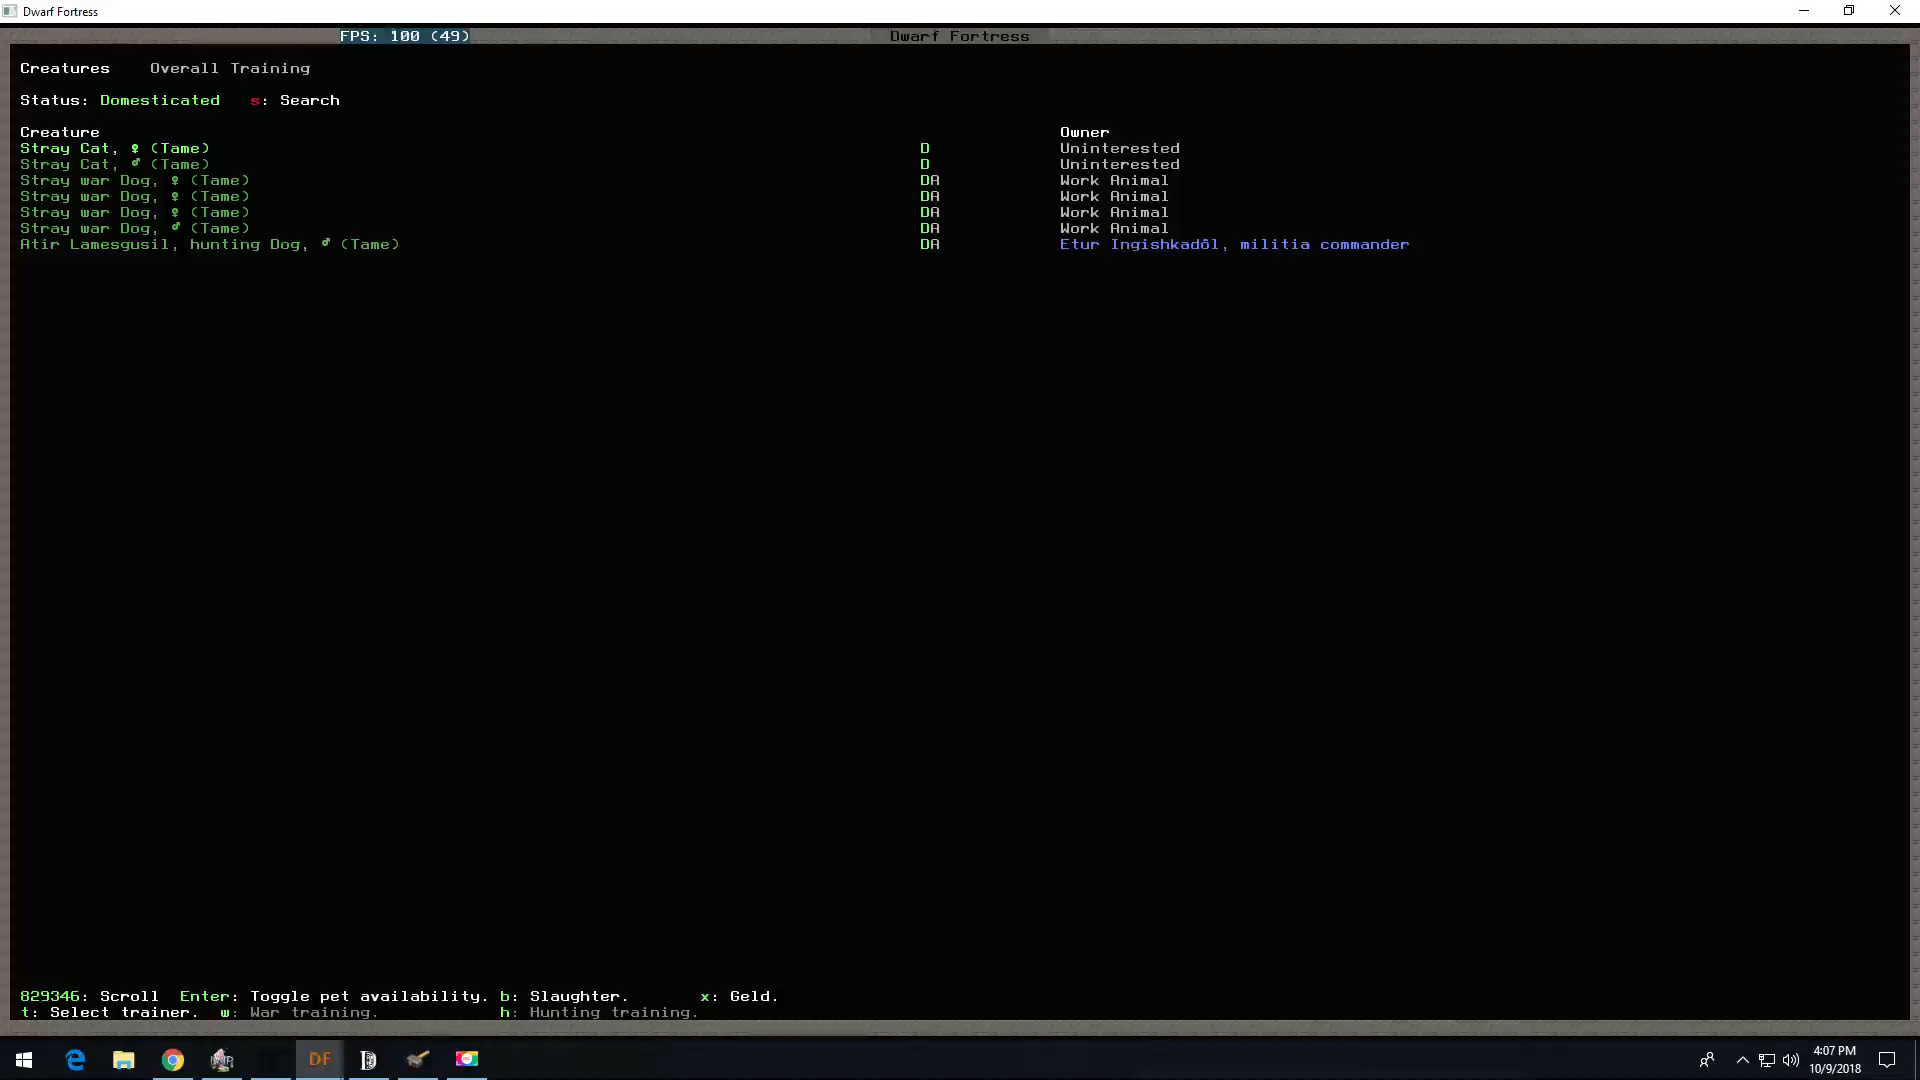 Dwarf Fortress
FPS: 100 (49) Dwarf Fortress
Creatures Overall Training
Status: Domesticated s: Search
Creature Owner
Stray Cat, ♀ (Tame) D Uninterested
Stray Cat, ♂ (Tame) D Uninterested
Stray war Dog, ♀ (Tame) DA Work Animal
Stray war Dog, ♀ (Tame) DA Work Animal
Stray war Dog, ♀ (Tame) DA Work Animal
Stray war Dog, ♂ (Tame) DA Work Animal
Atir Lamesgusil, hunting Dog, ♂ (Tame) DA Etur Ingishkadôl, militia commander
829346: Scroll Enter: Toggle pet availability. b: Slaughter. x: Geld.
t: Select trainer. w: War training. h: Hunting training.
DF
4:07 PM
10/9/2018